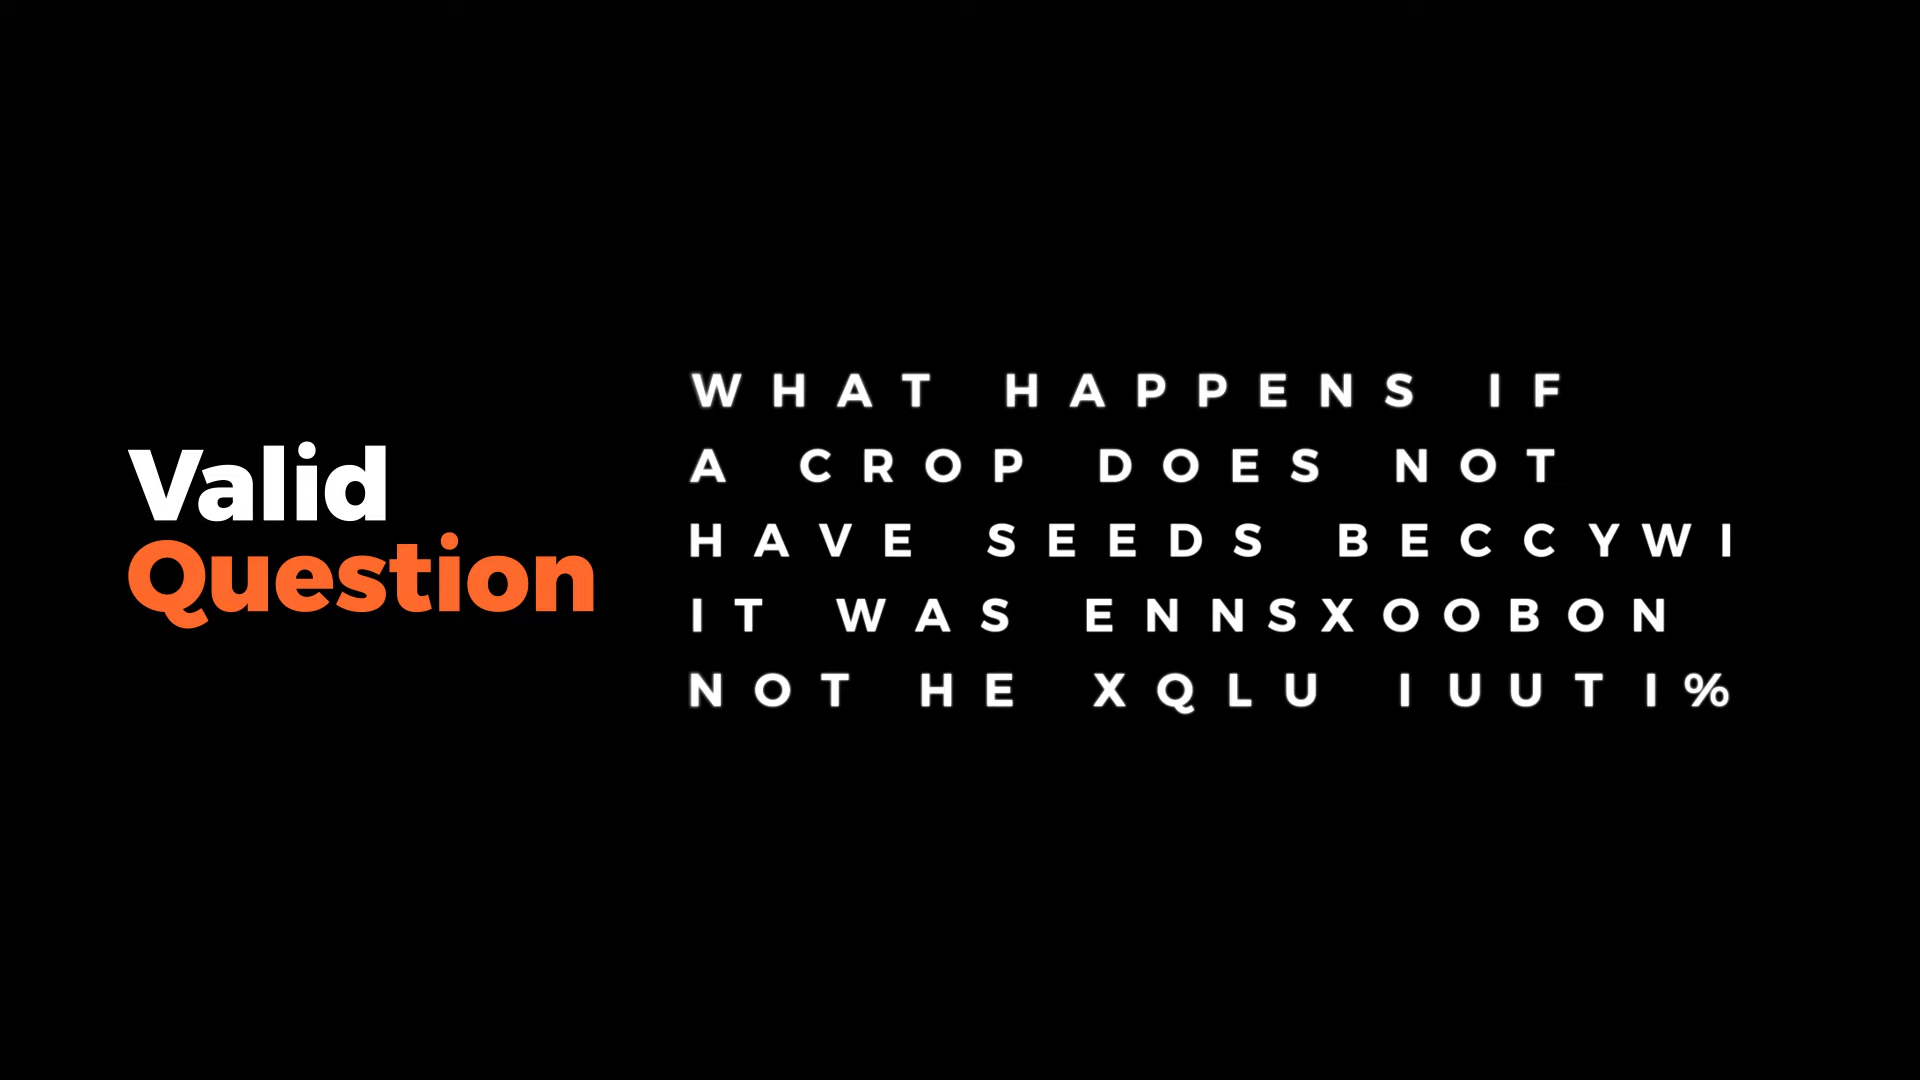 Valid
Question
WHAT HAPPENS IF
A CROP DOES NOT
HAVE SEEDS BECCYWI
IT WAS ENNSXOOBON
NOT HE XQLU IUUTI%